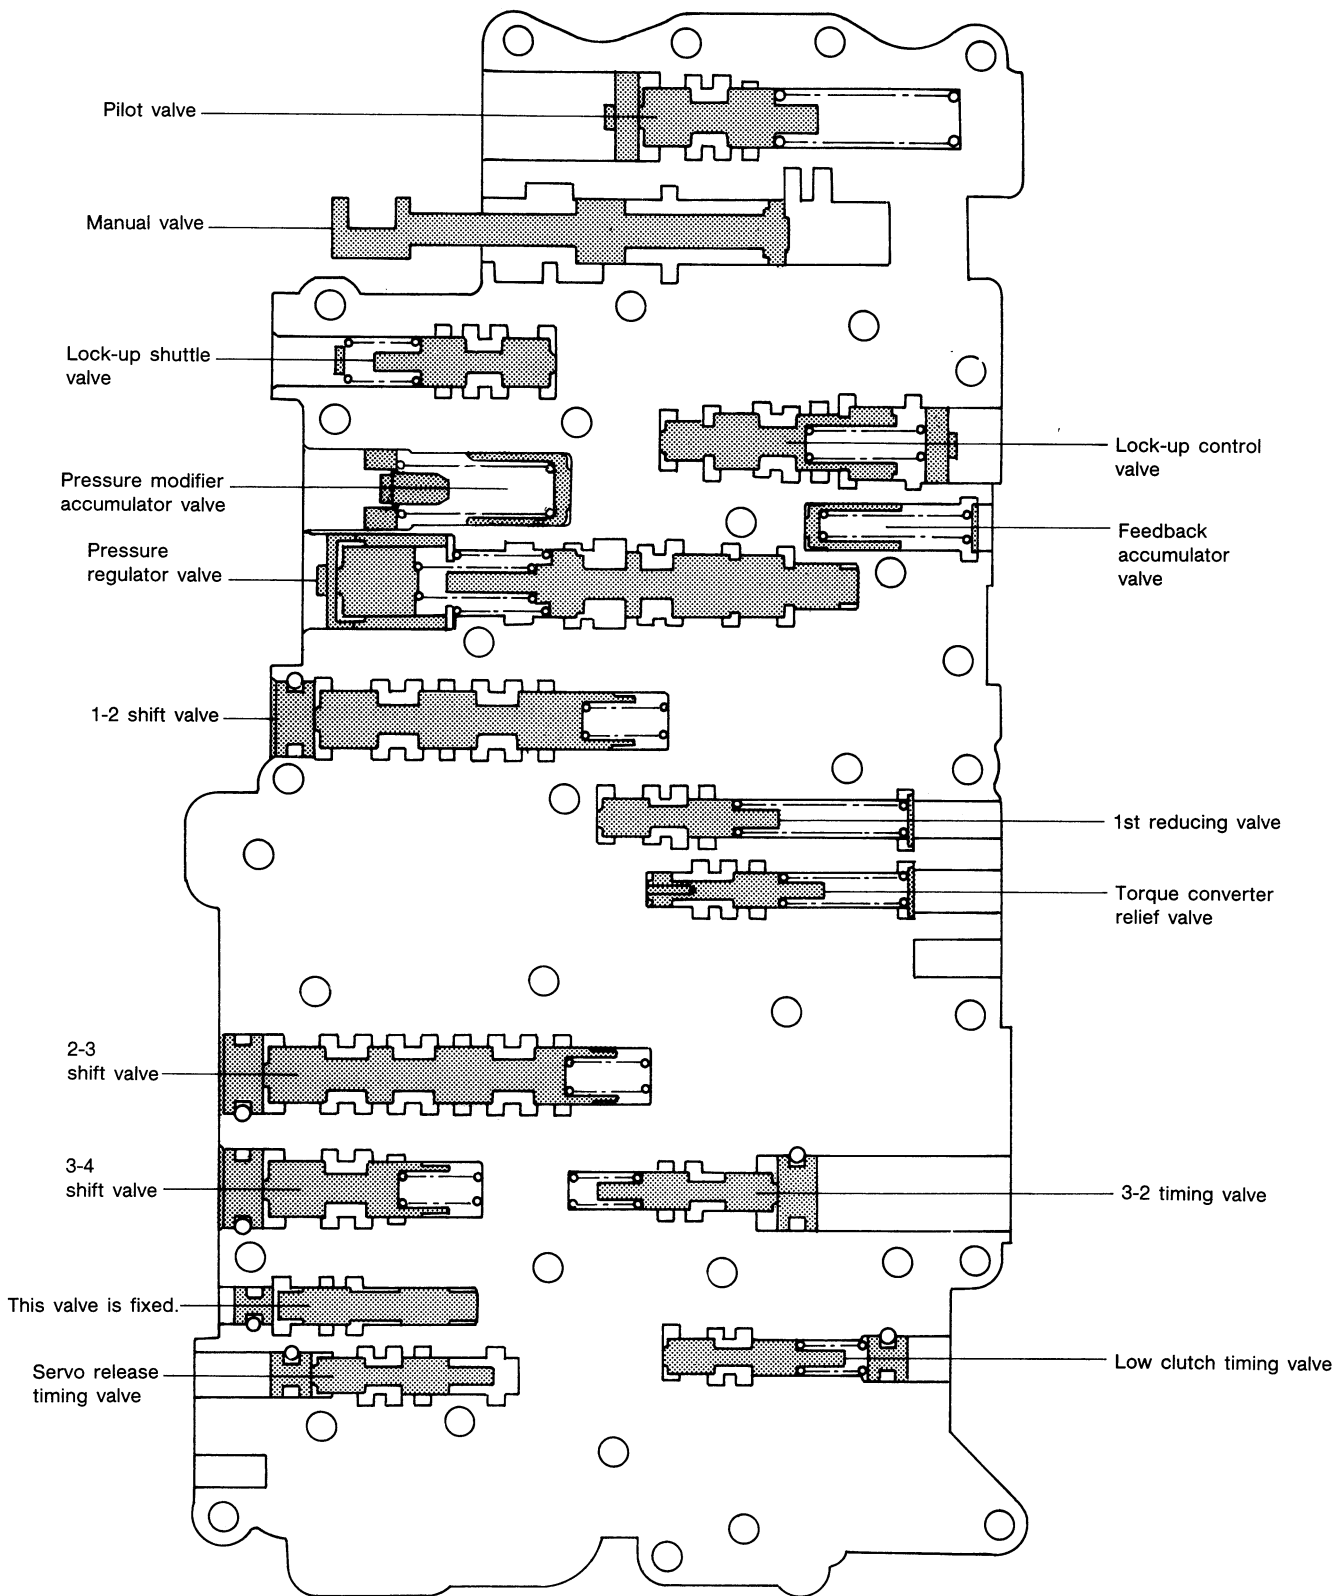 Pilot valve
Manual valve
Lock-up shuttle
valve
Lock-up control
valve
Pressure modifier
accumulator valve
Feedback
accumulator
valve
Pressure
regulator valve
1-2 shift valve
1st reducing valve
Torque converter
relief valve
2-3
shift valve
3-4
shift valve
3-2 timing valve
This valve is fixed.
Servo release
timing valve
Low clutch timing valve